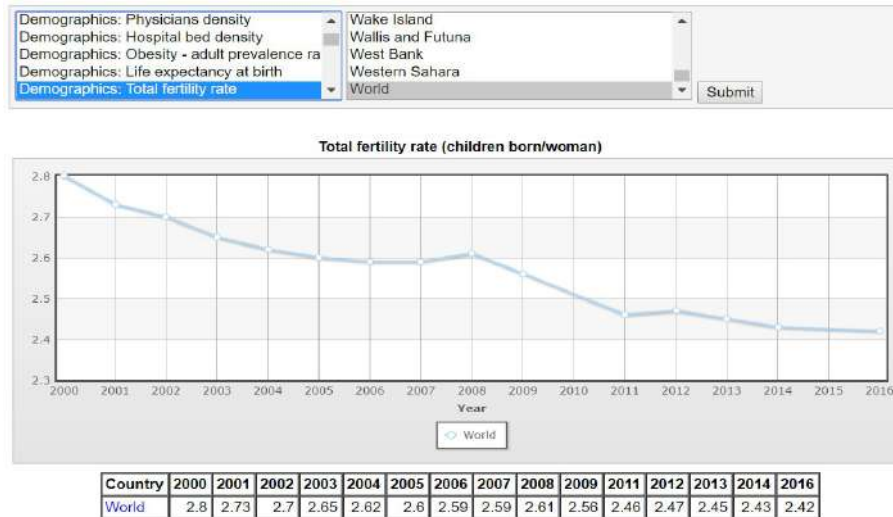 Demographics: Physicians density
Demographics: Hospital bed density
Demographics: Obesity - adult prevalence ra
Demographics: Life expectancy at birth
Demographics: Total fertility rate
Wake Island
Wallis and Futuna
West Bank
Western Sahara
World
Submit
Total fertility rate (children born/woman)
2.8
2.7
2.6
2.5
2.4
2.3
2000 2001 2002 2003 2004 2005 2006 2007 2008 2009 2010 2011 2012 2013 2014 2015 2016
Year
World
Country 2000 2001 2002 2003 2004 2005 2006 2007 2008 2009 2011 2012 2013 2014 2016
World 2.8 2.73 2.7 2.65 2.62 2.6 2.59 2.59 2.61 2.56 2.46 2.47 2.45 2.43 2.42